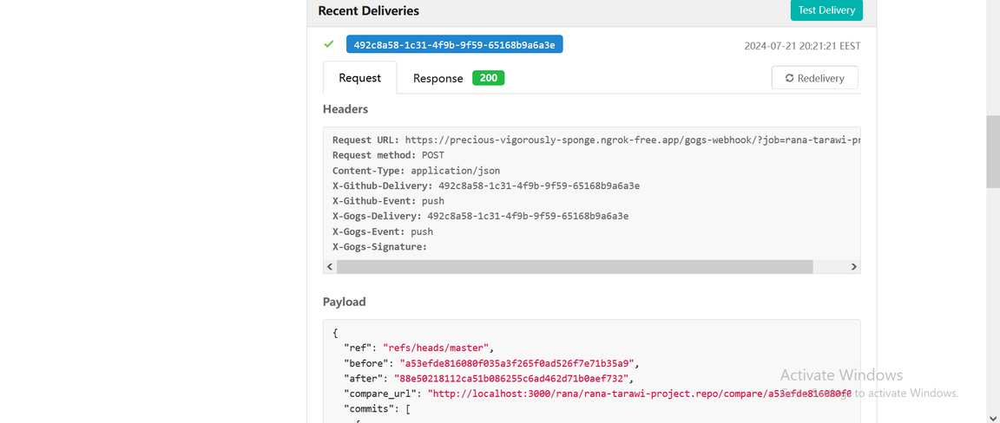 Recent Deliveries
Test Delivery
492c8a58-1c31-4f9b-9f59-65168b9a6a3e
2024-07-21 20:21:21 EEST
Request
Response 200
Redelivery
Headers
Request URL: https://precious-vigorously-sponge.ngrok-free.app/gogs-webhook/?job=rana-tarawi-pr
Request method: POST
Content-Type: application/json
X-Github-Delivery: 492c8a58-1c31-4f9b-9f59-65168b9a6a3e
X-Github-Event: push
X-Gogs-Delivery: 492c8a58-1c31-4f9b-9f59-65168b9a6a3e
X-Gogs-Event: push
X-Gogs-Signature:
Payload
{
"ref": "refs/heads/master",
"before": "a53efde816080f035a3f265f0ad526f7e71b35a9",
"after": "88e50218112ca51b086255c6ad462d71b0aef732",
"compare_url": "http://localhost:3000/rana/rana-tarawi-project.repo/compare/a53efde816080f0
"commits": [
Activate Windows
to activate Windows.